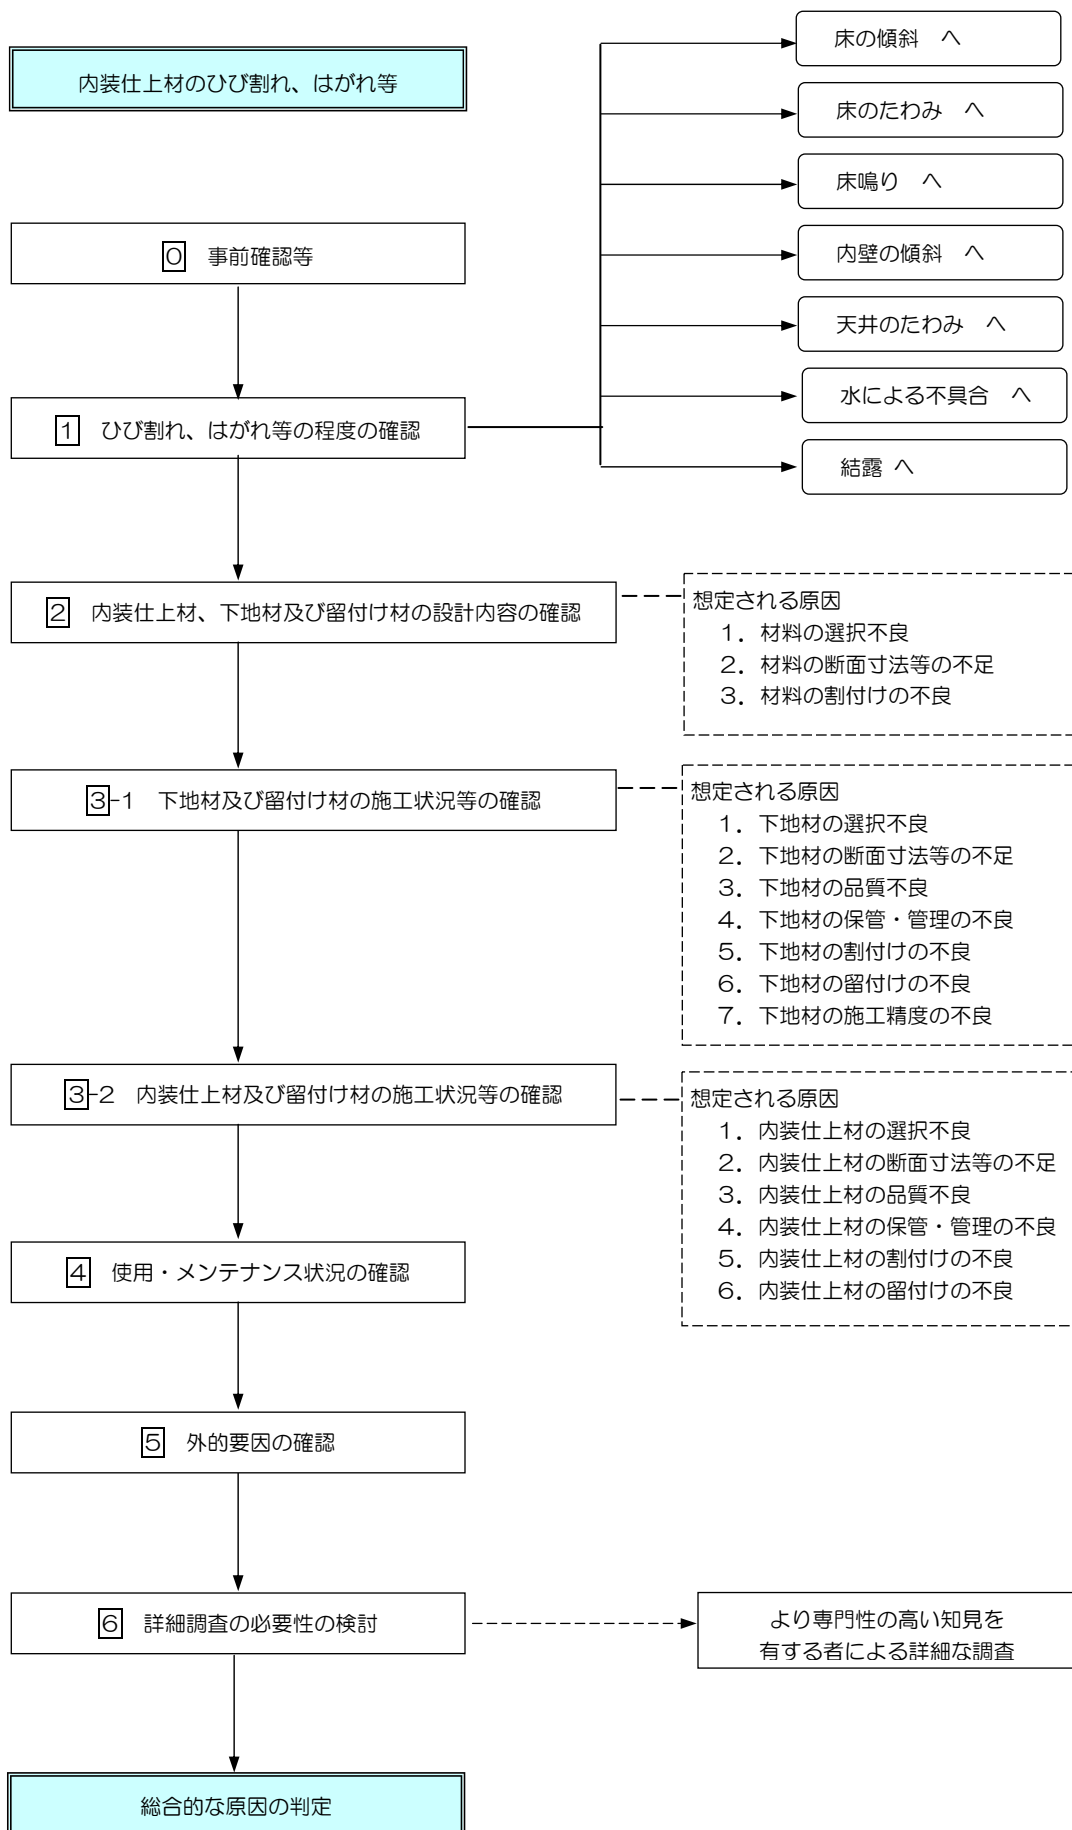 内装仕上材のひび割れ、はがれ等
床の傾斜　へ
床のたわみ　へ
床鳴り　へ
内壁の傾斜　へ
天井のたわみ　へ
水による不具合　へ
結露 へ
0　事前確認等
1　ひび割れ、はがれ等の程度の確認
2　内装仕上材、下地材及び留付け材の設計内容の確認
想定される原因
1．材料の選択不良
2．材料の断面寸法等の不足
3．材料の割付けの不良
3-1　下地材及び留付け材の施工状況等の確認
想定される原因
1．下地材の選択不良
2．下地材の断面寸法等の不足
3．下地材の品質不良
4．下地材の保管・管理の不良
5．下地材の割付けの不良
6．下地材の留付けの不良
7．下地材の施工精度の不良
3-2　内装仕上材及び留付け材の施工状況等の確認
想定される原因
1．内装仕上材の選択不良
2．内装仕上材の断面寸法等の不足
3．内装仕上材の品質不良
4．内装仕上材の保管・管理の不良
5．内装仕上材の割付けの不良
6．内装仕上材の留付けの不良
4　使用・メンテナンス状況の確認
5　外的要因の確認
6　詳細調査の必要性の検討
より専門性の高い知見を
有する者による詳細な調査
総合的な原因の判定